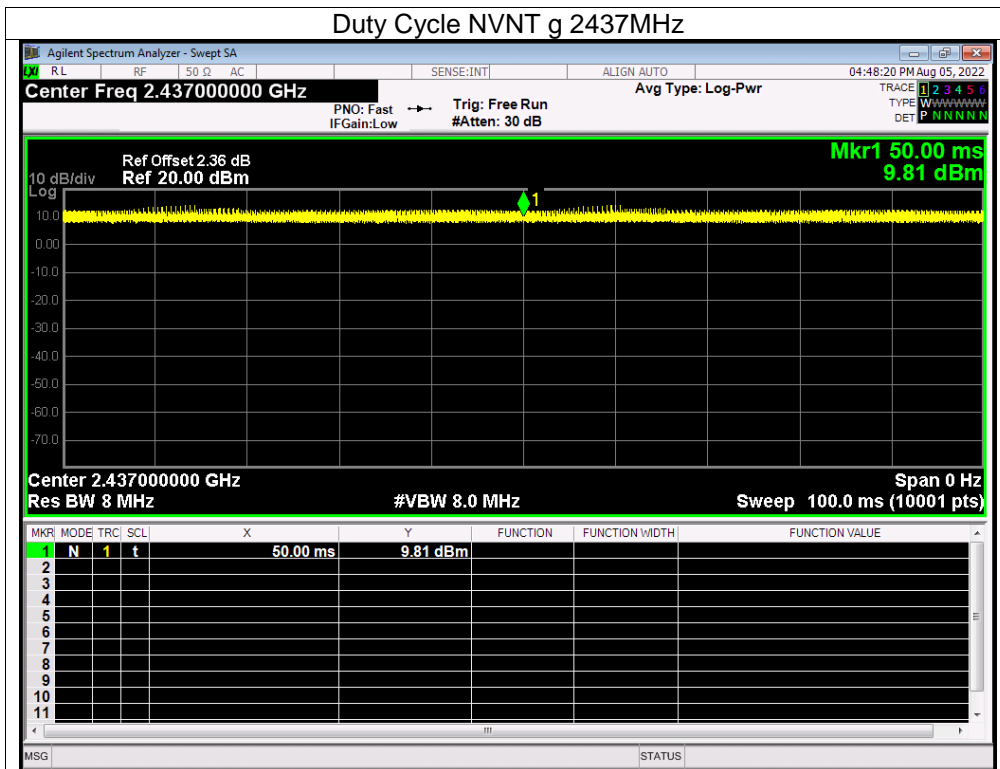 Duty Cycle NVNT g 2437MHz
Agilent Spectrum Analyzer - Swept SA
LXI RL RF 50 Ω AC SENSE:INT ALIGN AUTO 04:48:20 PM Aug 05, 2022
Center Freq 2.437000000 GHz Avg Type: Log-Pwr TRACE 1 2 3 4 5 6
PNO: Fast Trig: Free Run TYPE WWWWWW
IFGain:Low #Atten: 30 dB DET P N N N N N
Mkr1 50.00 ms
9.81 dBm
Ref Offset 2.36 dB
10 dB/div Ref 20.00 dBm
Log
1
10.0
0.00
-10.0
-20.0
-30.0
-40.0
-50.0
-60.0
-70.0
Center 2.437000000 GHz Span 0 Hz
Res BW 8 MHz #VBW 8.0 MHz Sweep 100.0 ms (10001 pts)
MKR MODE TRC SCL X Y FUNCTION FUNCTION WIDTH FUNCTION VALUE
1 N 1 t 50.00 ms 9.81 dBm
2
3
4
5
6
7
8
9
10
11
MSG STATUS